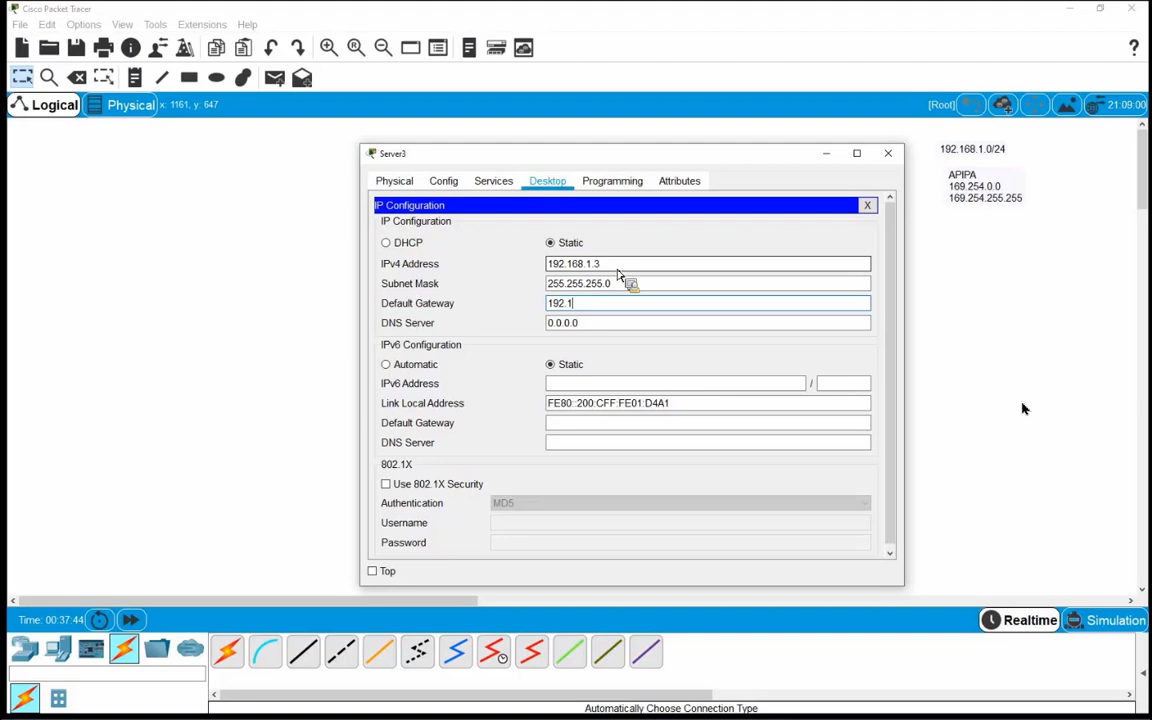 Cisco Packet Tracer
File Edit Options View Tools Extensions Help
?
Logical Physical x: 1161, y: 647 [Root] 21:09:00
192.168.1.0/24
APIPA
169.254.0.0
169.254.255.255
Server3
Physical Config Services Desktop Programming Attributes
IP Configuration X
IP Configuration
DHCP Static
IPv4 Address 192.168.1.3
Subnet Mask 255.255.255.0
Default Gateway 192.1
DNS Server 0.0.0.0
IPv6 Configuration
Automatic Static
IPv6 Address /
Link Local Address FE80::200:CFF:FE01:D4A1
Default Gateway
DNS Server
802.1X
Use 802.1X Security
Authentication MD5
Username
Password
Top
Time: 00:37:44 Realtime Simulation
Automatically Choose Connection Type